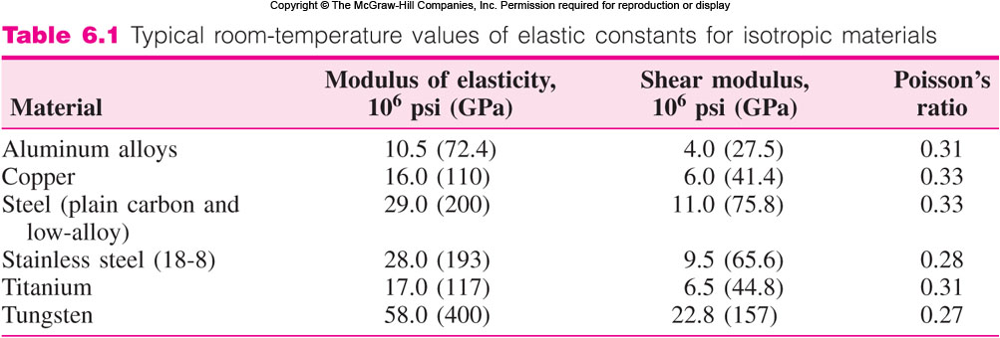 Copyright © The McGraw-Hill Companies, Inc. Permission required for reproduction or display
Table 6.1 Typical room-temperature values of elastic constants for isotropic materials
Modulus of elasticity, Shear modulus, Poisson's
Material 10⁶ psi (GPa) 10⁶ psi (GPa) ratio
Aluminum alloys 10.5 (72.4) 4.0 (27.5) 0.31
Copper 16.0 (110) 6.0 (41.4) 0.33
Steel (plain carbon and 29.0 (200) 11.0 (75.8) 0.33
low-alloy)
Stainless steel (18-8) 28.0 (193) 9.5 (65.6) 0.28
Titanium 17.0 (117) 6.5 (44.8) 0.31
Tungsten 58.0 (400) 22.8 (157) 0.27